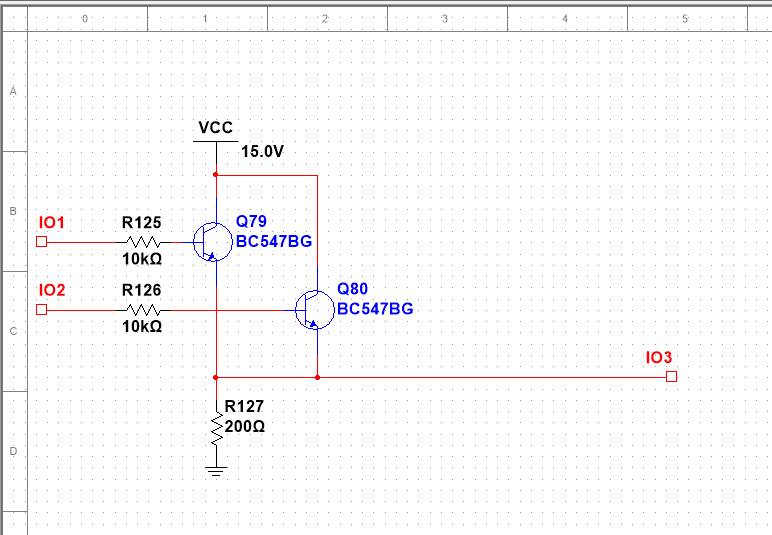 0 1 2 3 4 5
A
VCC
15.0V
B
IO1
R125
10kΩ
Q79
BC547BG
IO2
R126
10kΩ
Q80
BC547BG
C
IO3
R127
200Ω
D